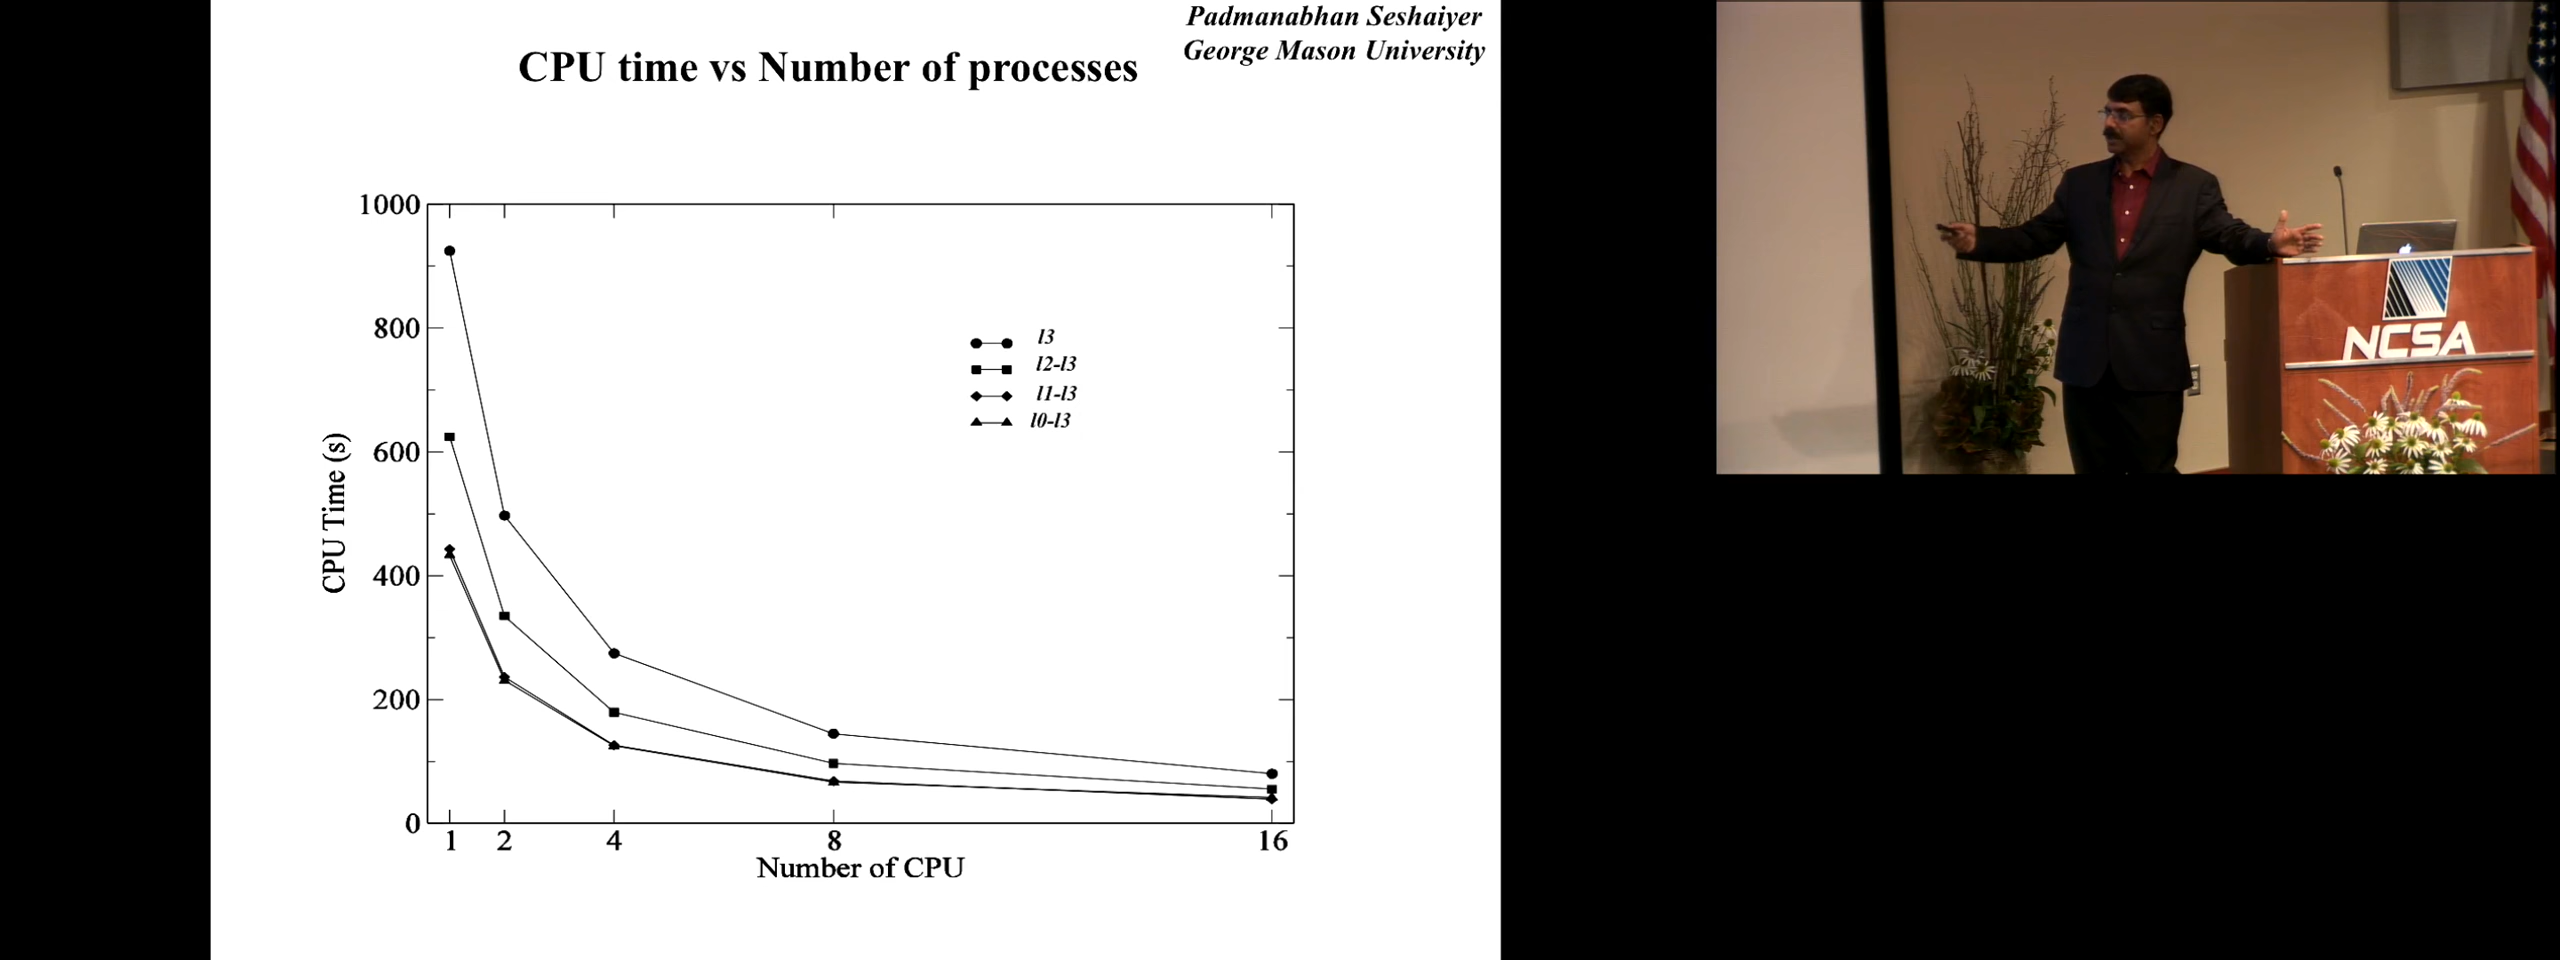 Padmanabhan Seshaiyer
George Mason University
CPU time vs Number of processes
1000
800
600
400
200
0
CPU Time (s)
l3
l2-l3
l1-l3
l0-l3
1 2 4 8 16
Number of CPU
NCSA